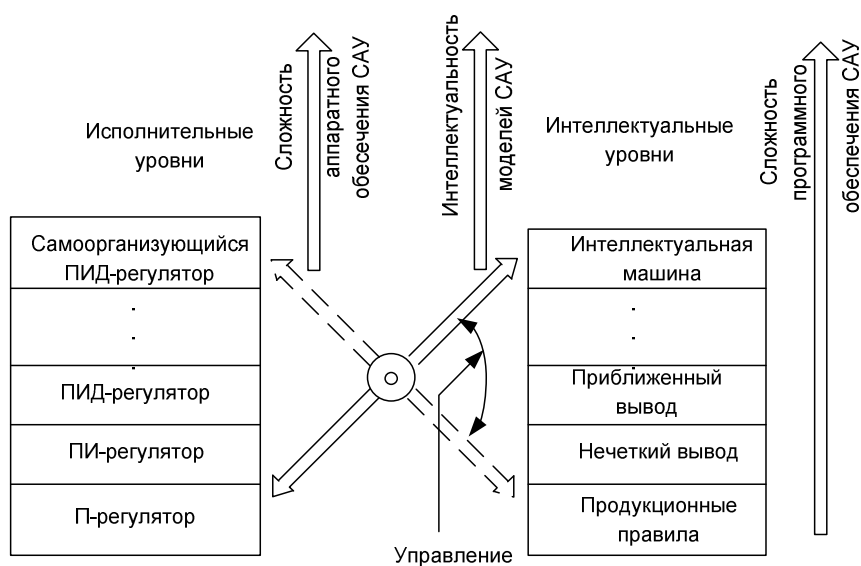 Исполнительные
уровни
Сложность
аппаратного
обесечения САУ
Интеллектуальность
моделей САУ
Интеллектуальные
уровни
Сложность
программного
обеспечения САУ
Самоорганизующийся
ПИД-регулятор
.
.
.
ПИД-регулятор
ПИ-регулятор
П-регулятор
Интеллектуальная
машина
.
.
.
Приближенный
вывод
Нечеткий вывод
Продукционные
правила
Управление